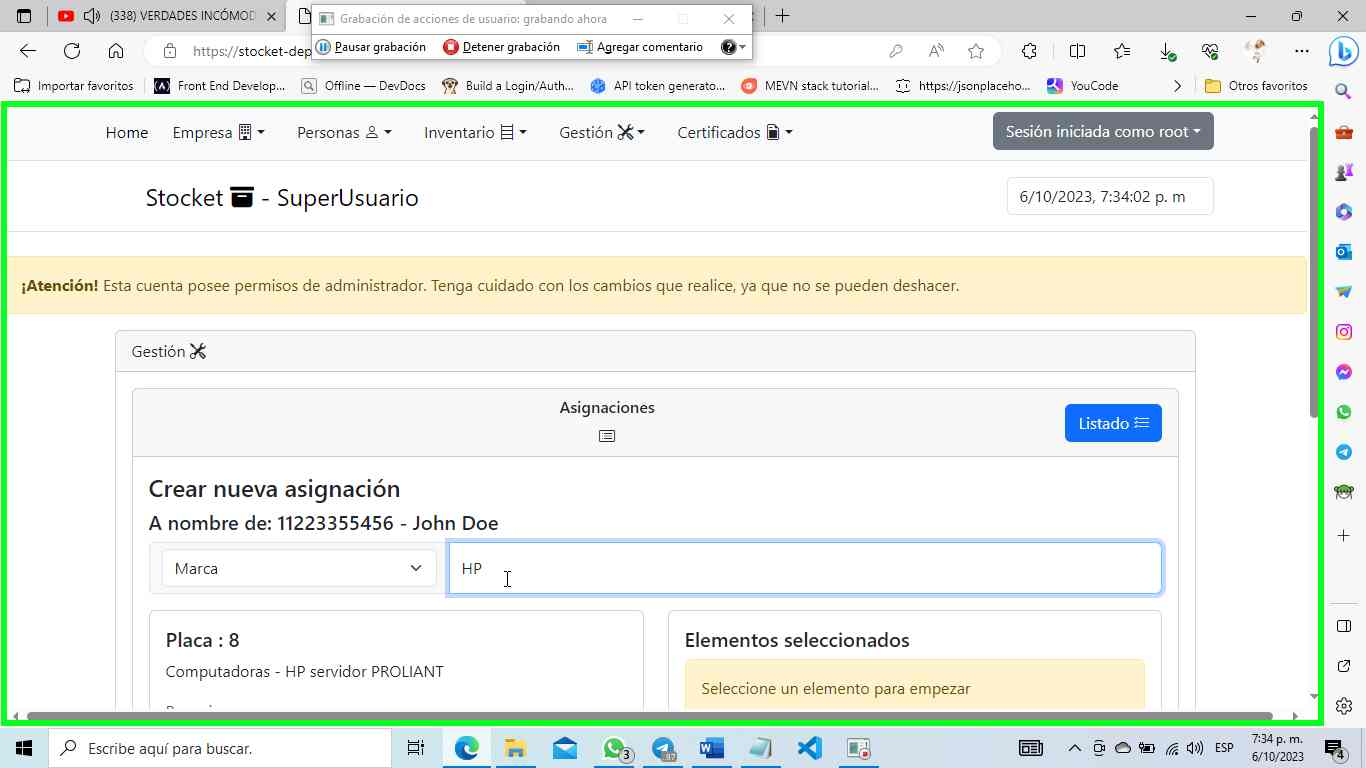 (338) VERDADES INCÓMOD
Grabación de acciones de usuario: grabando ahora
Pausar grabación
Detener grabación
Agregar comentario
https://stocket-dep
Importar favoritos
Front End Develop...
Offline — DevDocs
Build a Login/Auth...
API token generato...
MEVN stack tutorial...
https://jsonplaceho...
YouCode
Otros favoritos
Home
Empresa
Personas
Inventario
Gestión
Certificados
Sesión iniciada como root
Stocket - SuperUsuario
6/10/2023, 7:34:02 p. m
¡Atención! Esta cuenta posee permisos de administrador. Tenga cuidado con los cambios que realice, ya que no se pueden deshacer.
Gestión
Asignaciones
Listado
Crear nueva asignación
A nombre de: 11223355456 - John Doe
Marca
HP
Placa : 8
Computadoras - HP servidor PROLIANT
Elementos seleccionados
Seleccione un elemento para empezar
Escribe aquí para buscar.
3
87
ESP
7:34 p. m.
6/10/2023
4